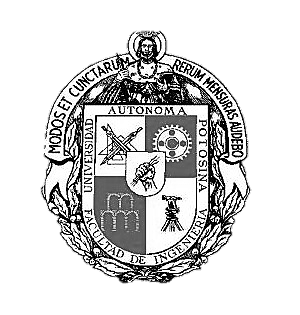 MODOS ET CUNCTARUM RERUM MENSURAS AUDEBO
UNIVERSIDAD AUTONOMA POTOSINA
FACULTAD DE INGENIERIA